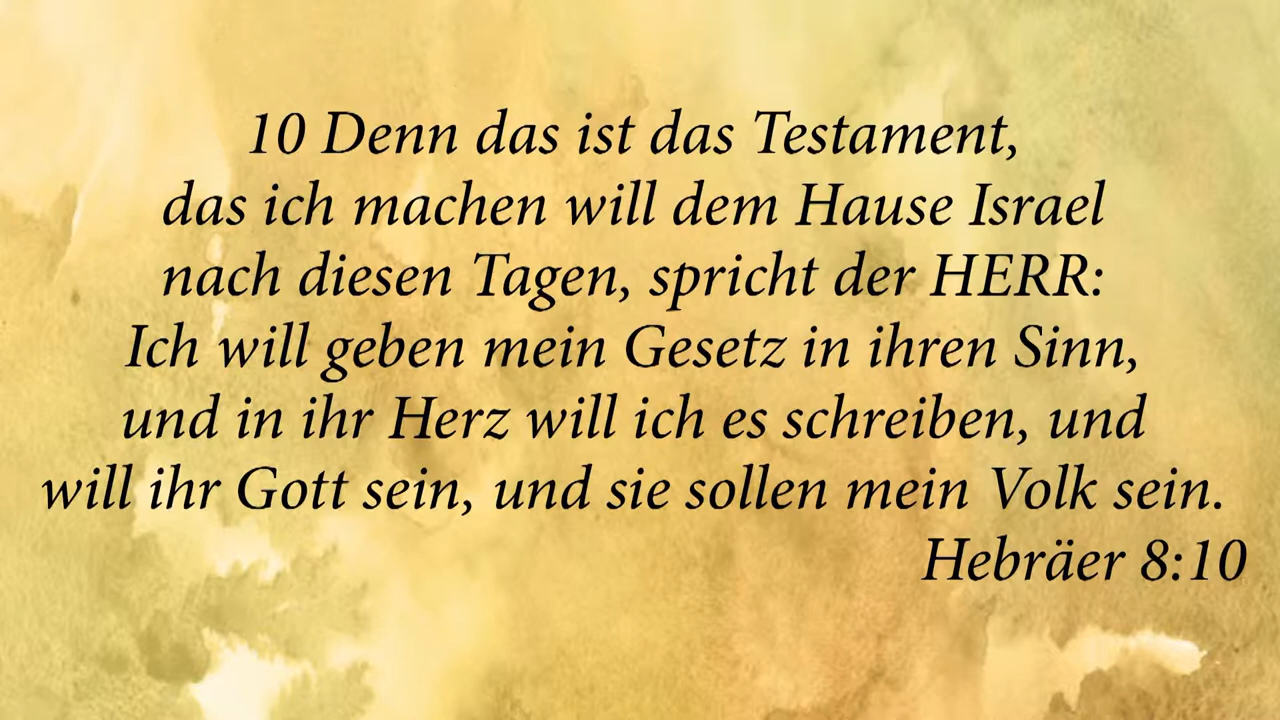 10 Denn das ist das Testament,
das ich machen will dem Hause Israel
nach diesen Tagen, spricht der HERR:
Ich will geben mein Gesetz in ihren Sinn,
und in ihr Herz will ich es schreiben, und
will ihr Gott sein, und sie sollen mein Volk sein.
Hebräer 8:10